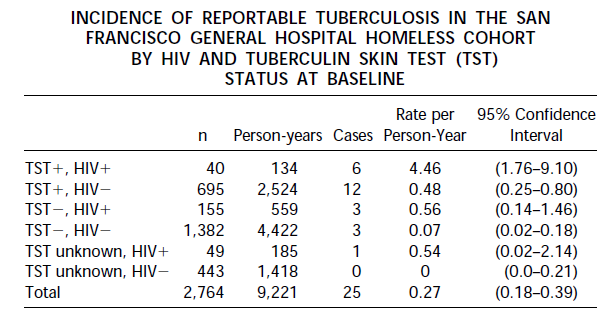 INCIDENCE OF REPORTABLE TUBERCULOSIS IN THE SAN
FRANCISCO GENERAL HOSPITAL HOMELESS COHORT
BY HIV AND TUBERCULIN SKIN TEST (TST)
STATUS AT BASELINE
Rate per 95% Confidence
n Person-years Cases Person-Year Interval
TST+, HIV+ 40 134 6 4.46 (1.76–9.10)
TST+, HIV− 695 2,524 12 0.48 (0.25–0.80)
TST−, HIV+ 155 559 3 0.56 (0.14–1.46)
TST−, HIV− 1,382 4,422 3 0.07 (0.02–0.18)
TST unknown, HIV+ 49 185 1 0.54 (0.02–2.14)
TST unknown, HIV− 443 1,418 0 0 (0.0–0.21)
Total 2,764 9,221 25 0.27 (0.18–0.39)